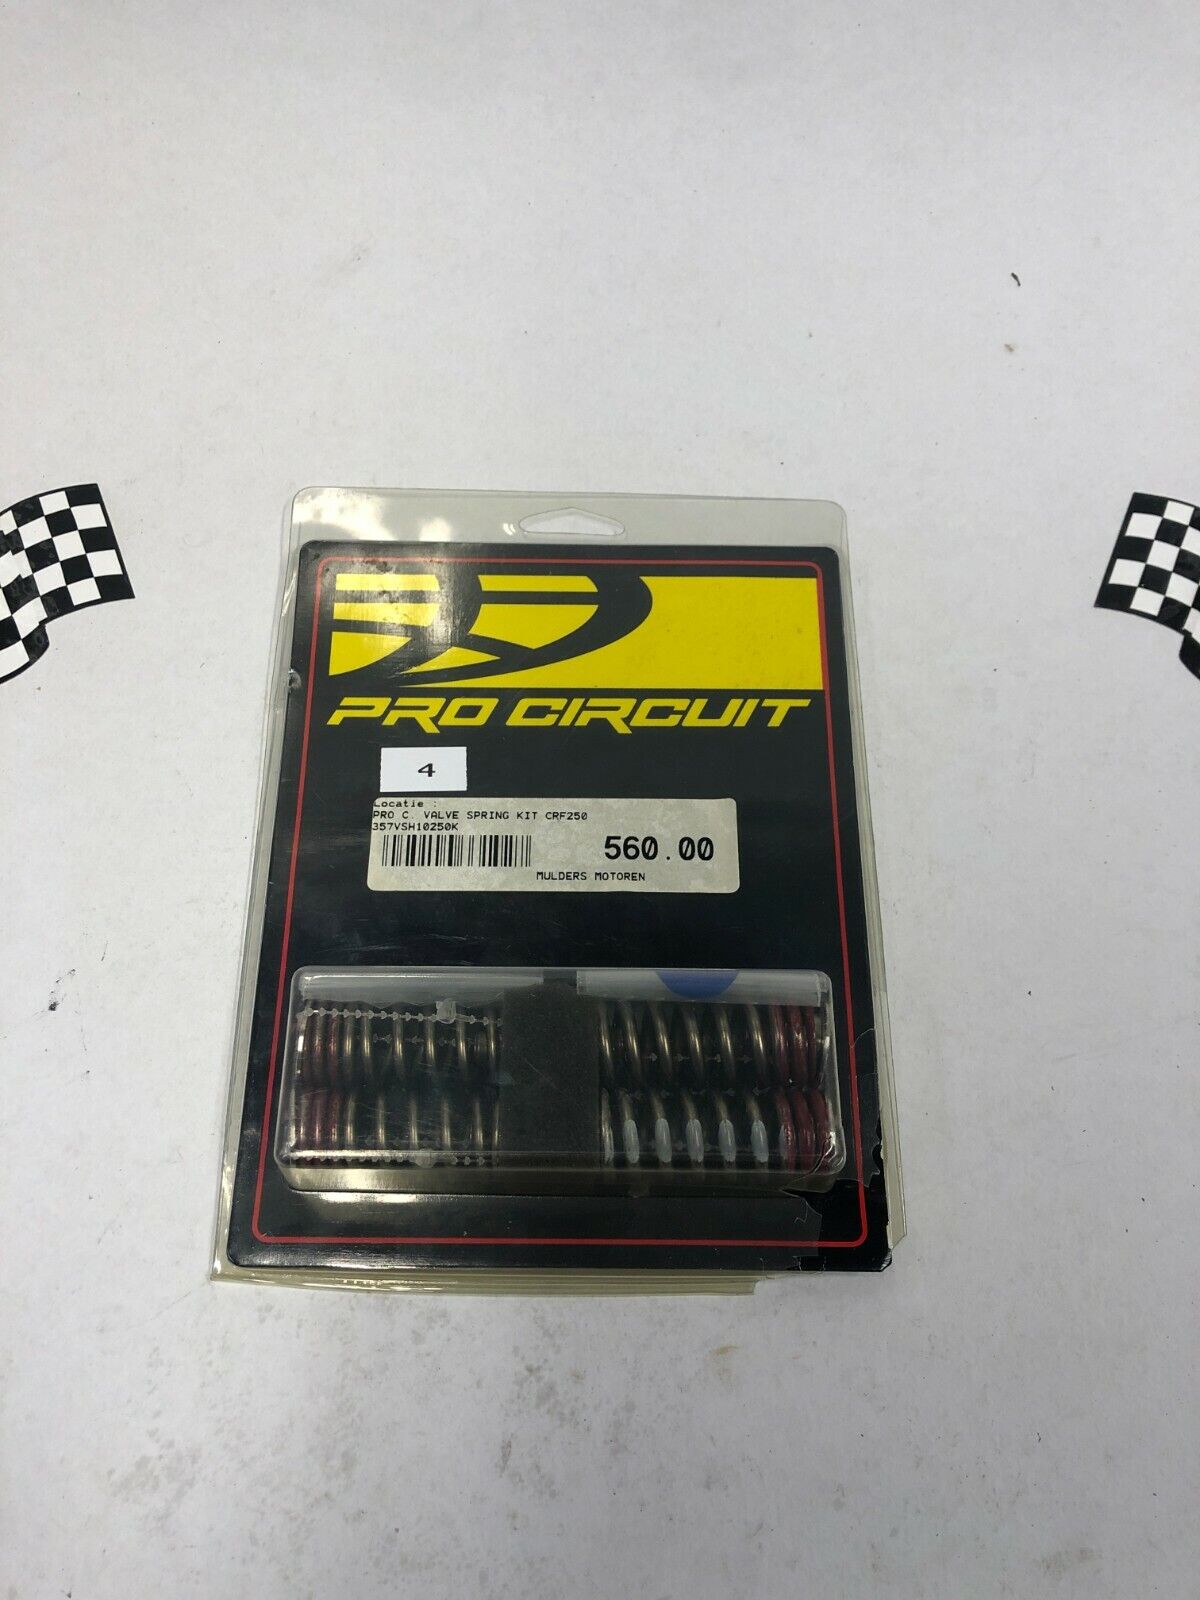 PRO CIRCUIT
4
Locatie :
PRO C. VALVE SPRING KIT CRF250
357VSH10250K
560.00
MULDERS MOTOREN